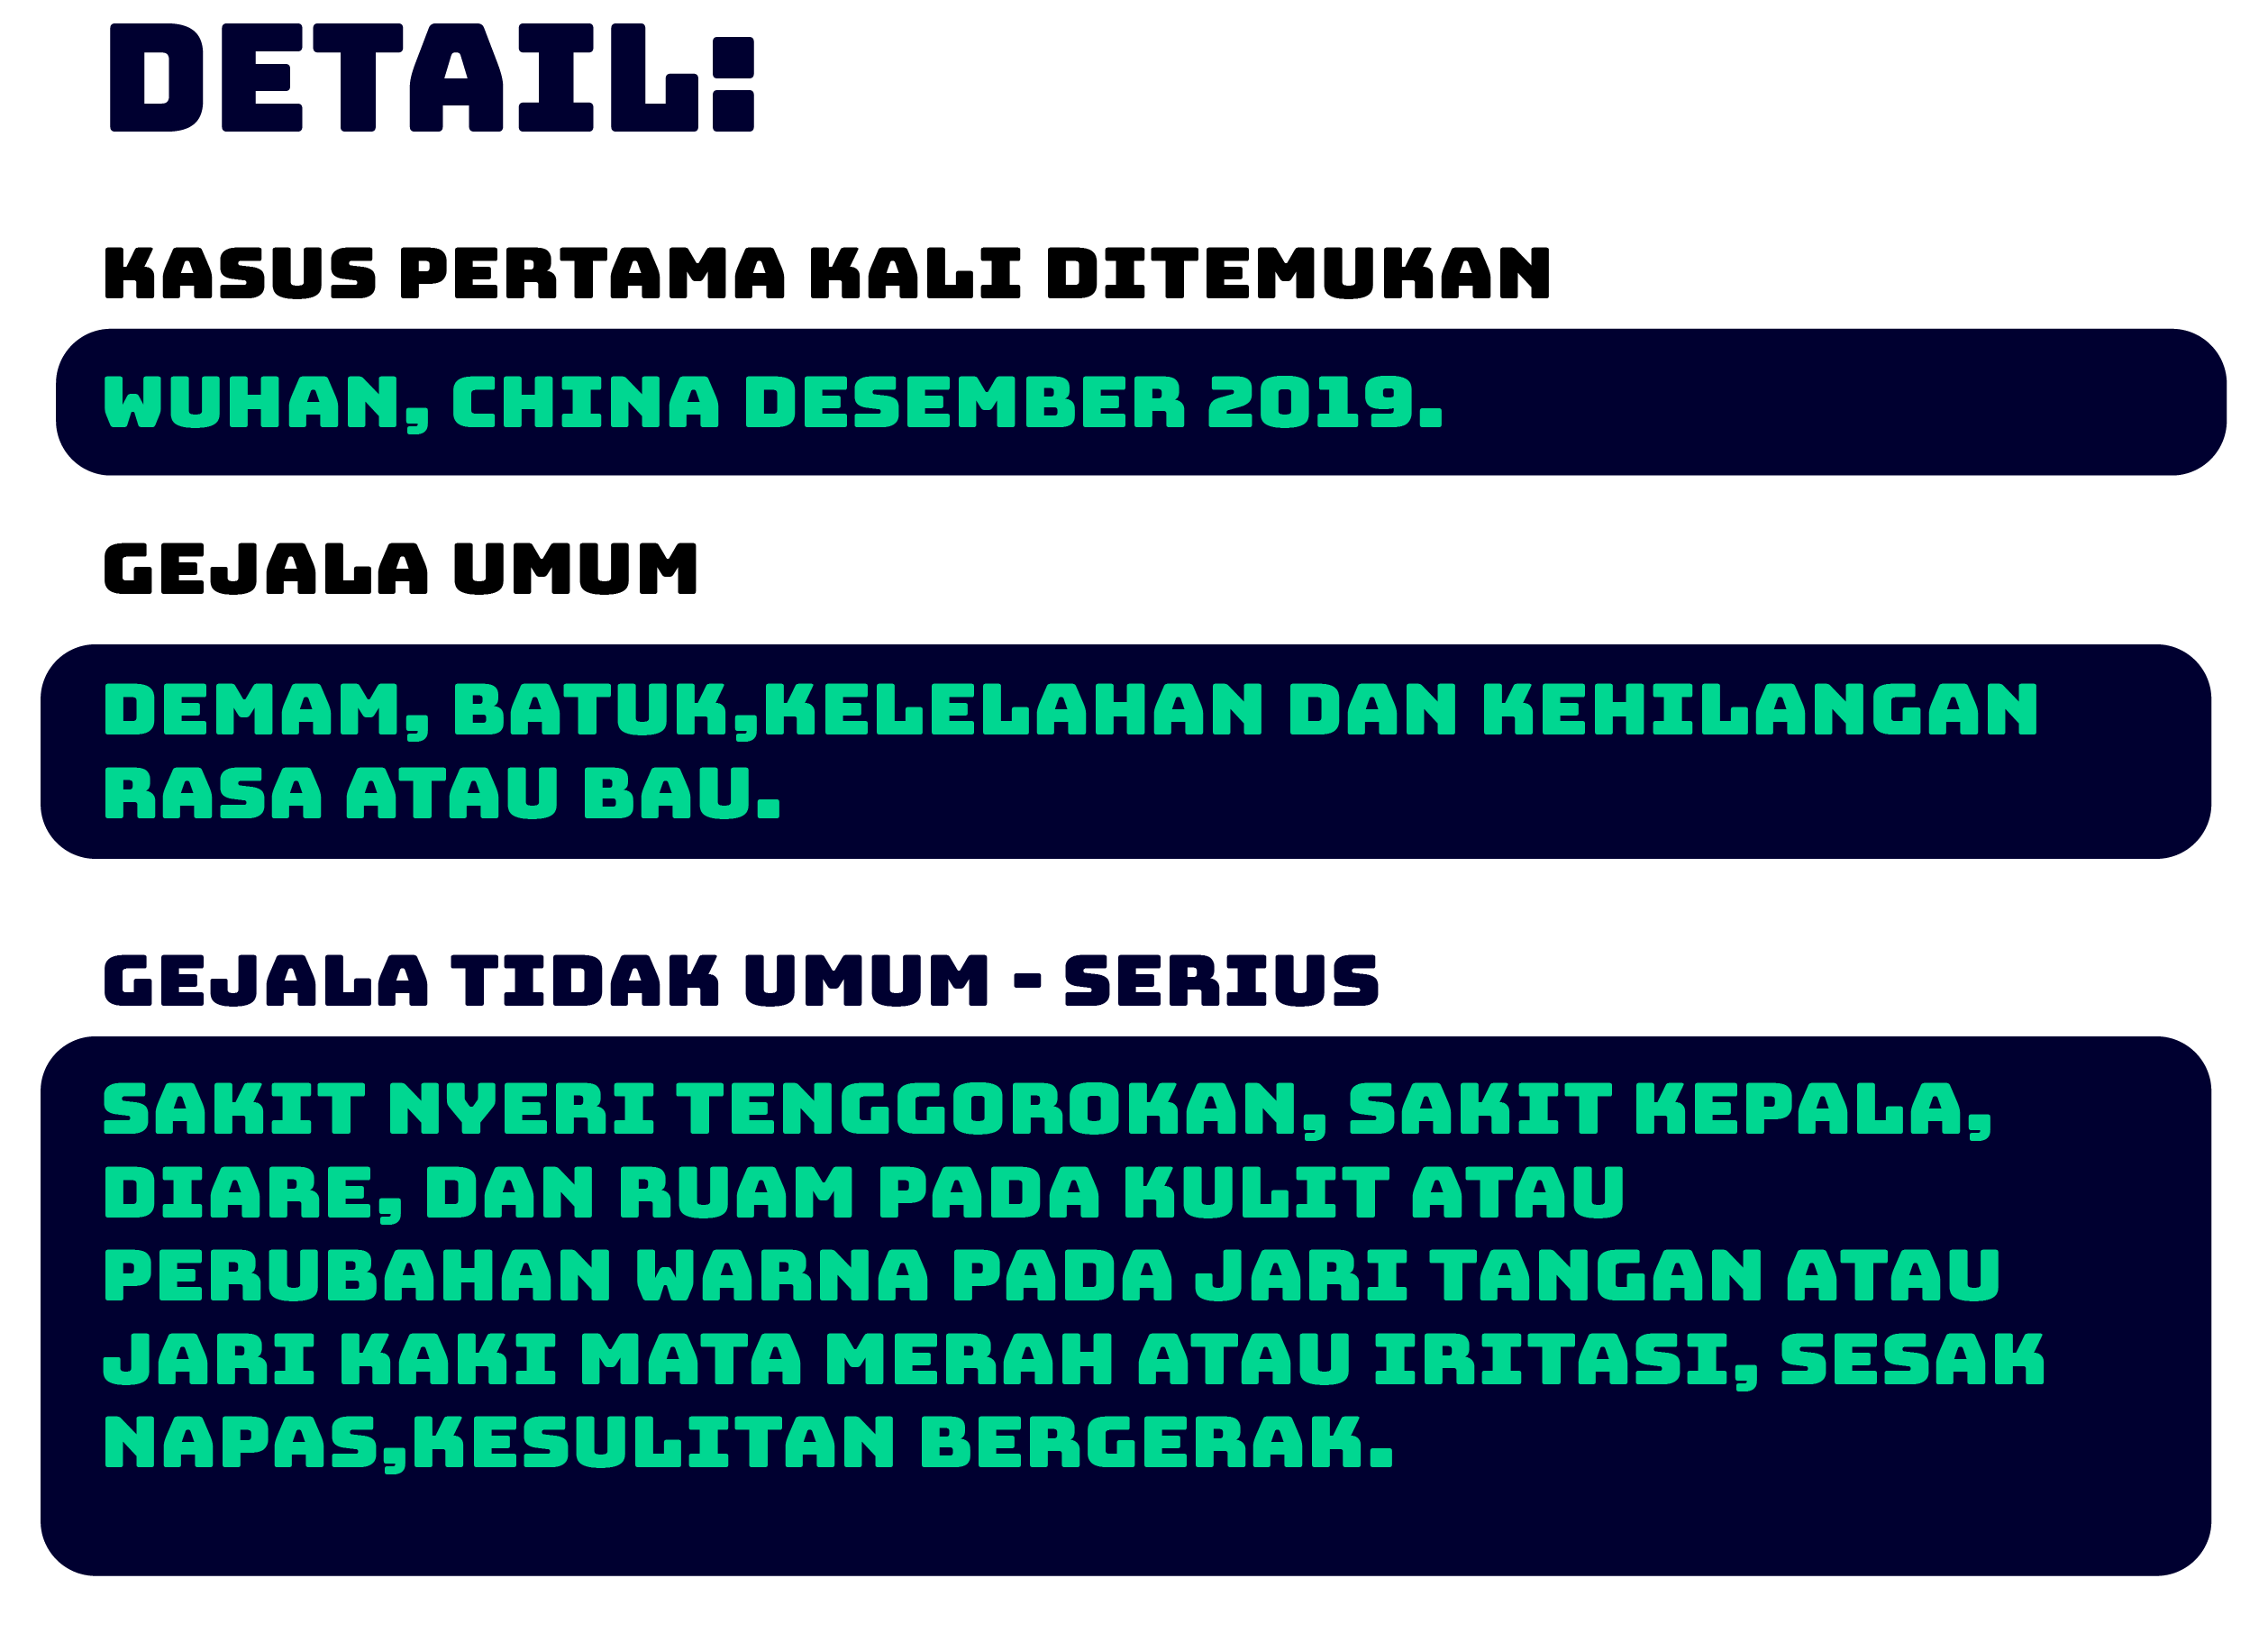 DETAIL:
KASUS PERTAMA KALI DITEMUKAN
WUHAN, CHINA DESEMBER 2019.
GEJALA UMUM
DEMAM, BATUK,KELELAHAN DAN KEHILANGAN
RASA ATAU BAU.
GEJALA TIDAK UMUM - SERIUS
SAKIT NYERI TENGGOROKAN, SAKIT KEPALA,
DIARE, DAN RUAM PADA KULIT ATAU
PERUBAHAN WARNA PADA JARI TANGAN ATAU
JARI KAKI MATA MERAH ATAU IRITASI, SESAK
NAPAS,KESULITAN BERGERAK.